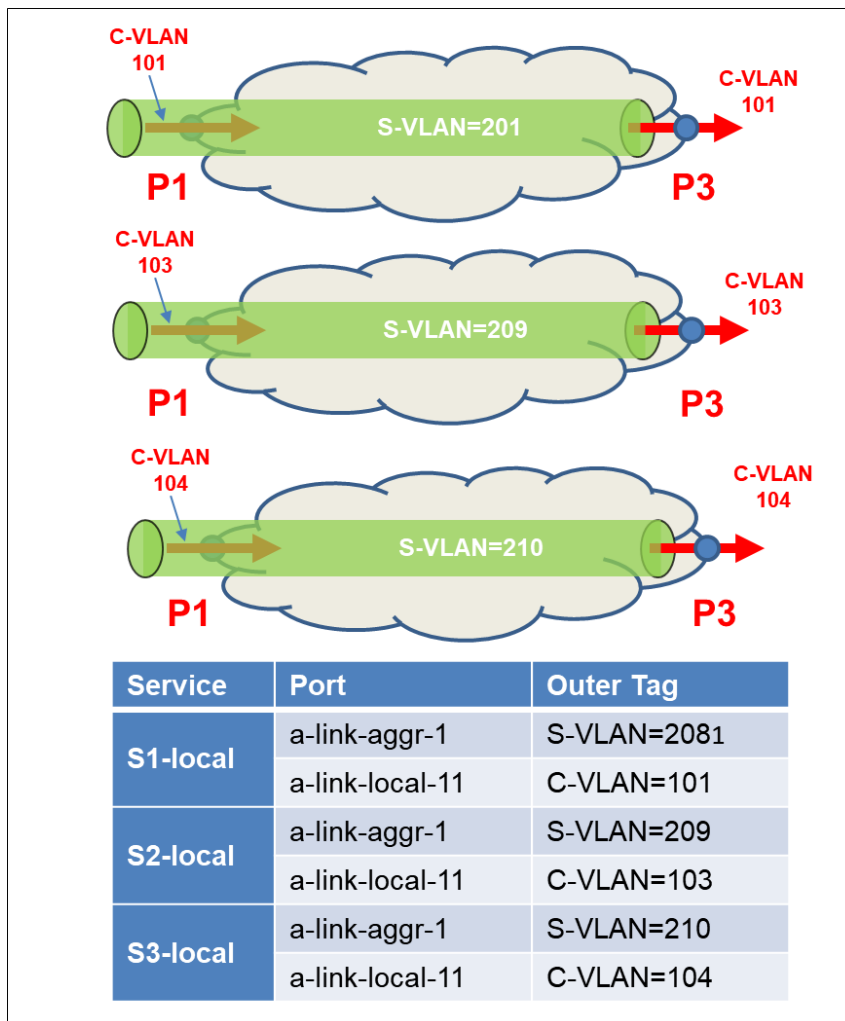 C-VLAN
101
C-VLAN
101
S-VLAN=201
P1
P3
C-VLAN
103
C-VLAN
103
S-VLAN=209
P1
P3
C-VLAN
104
C-VLAN
104
S-VLAN=210
P1
P3
Service Port Outer Tag
S1-local a-link-aggr-1 S-VLAN=2081
a-link-local-11 C-VLAN=101
S2-local a-link-aggr-1 S-VLAN=209
a-link-local-11 C-VLAN=103
S3-local a-link-aggr-1 S-VLAN=210
a-link-local-11 C-VLAN=104